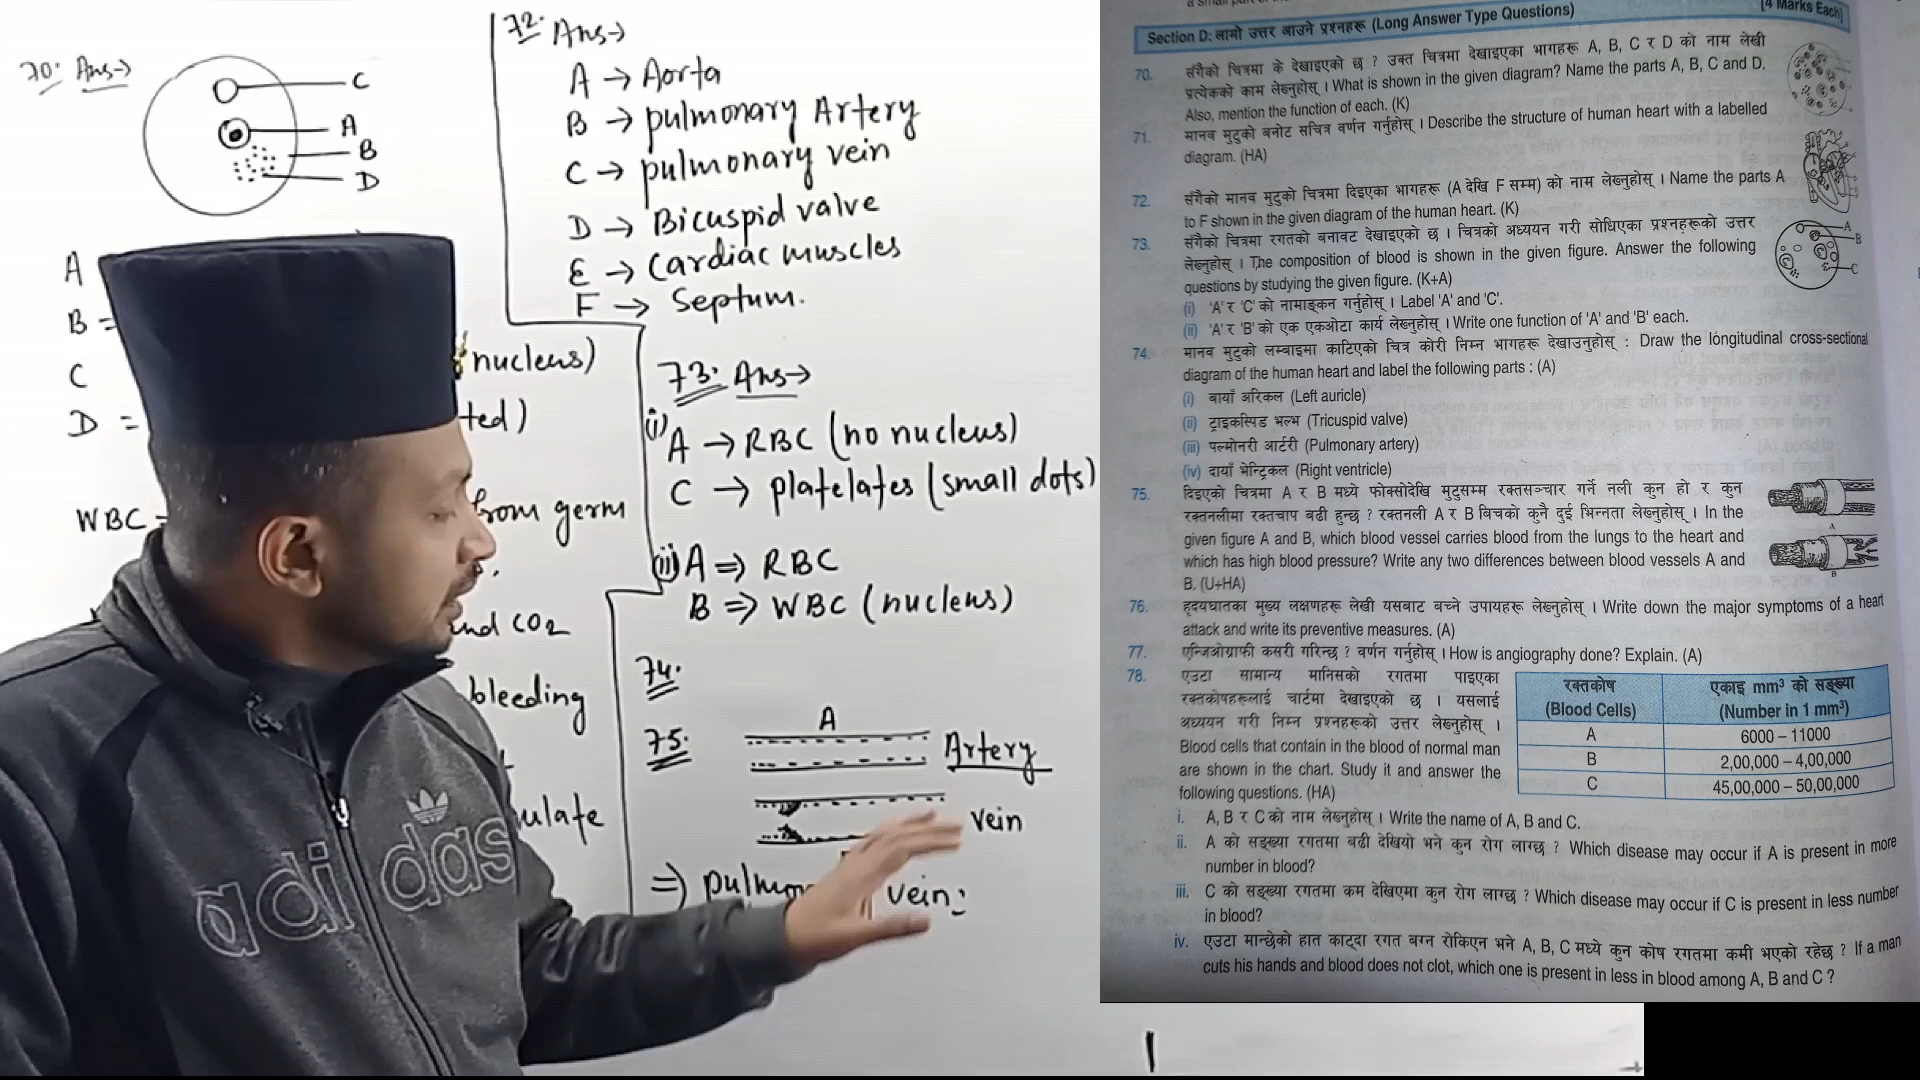 70. Ans→
C
A
B
D
A
B =
C
D =
nucleus)
ted)
WBC
from germ
and CO2
bleeding
ulate
72. Ans→
A → Aorta
B → pulmonary Artery
C → pulmonary vein
D → Bicuspid valve
E → Cardiac muscles
F → Septum.
73. Ans→
(i)
A → RBC (no nucleus)
C → platelates (small dots)
(ii) A ⇒ RBC
B ⇒ WBC (nucleus)
74.
75.
A
Artery
vein
⇒ pulmo vein:
adidas
Section D: लामो उत्तर आउने प्रश्नहरू (Long Answer Type Questions)
[4 Marks Each]
70. सँगैको चित्रमा के देखाइएको छ ? उक्त चित्रमा देखाइएका भागहरू A, B, C र D को नाम लेखी
प्रत्येकको काम लेख्नुहोस् । What is shown in the given diagram? Name the parts A, B, C and D.
Also, mention the function of each. (K)
71. मानव मुटुको बनोट सचित्र वर्णन गर्नुहोस् । Describe the structure of human heart with a labelled
diagram. (HA)
72. सँगैको मानव मुटुको चित्रमा दिइएका भागहरू (A देखि F सम्म) को नाम लेख्नुहोस् । Name the parts A
to F shown in the given diagram of the human heart. (K)
73. सँगैको चित्रमा रगतको बनावट देखाइएको छ । चित्रको अध्ययन गरी सोधिएका प्रश्नहरूको उत्तर
लेख्नुहोस् । The composition of blood is shown in the given figure. Answer the following
questions by studying the given figure. (K+A)
A
B
C
(i) 'A' र 'C' को नामाङ्कन गर्नुहोस् । Label 'A' and 'C'.
(ii) 'A' र 'B' को एक एकओटा कार्य लेख्नुहोस् । Write one function of 'A' and 'B' each.
74. मानव मुटुको लम्बाइमा काटिएको चित्र कोरी निम्न भागहरू देखाउनुहोस् : Draw the longitudinal cross-sectional
diagram of the human heart and label the following parts : (A)
(i) बायाँ अरिकल (Left auricle)
(ii) ट्राइकस्पिड भल्भ (Tricuspid valve)
(iii) पल्मोनरी आर्टरी (Pulmonary artery)
(iv) दायाँ भेन्ट्रिकल (Right ventricle)
75. दिइएको चित्रमा A र B मध्ये फोक्सोदेखि मुटुसम्म रक्तसञ्चार गर्ने नली कुन हो र कुन
रक्तनलीमा रक्तचाप बढी हुन्छ ? रक्तनली A र B बिचको कुनै दुई भिन्नता लेख्नुहोस् । In the
given figure A and B, which blood vessel carries blood from the lungs to the heart and
which has high blood pressure? Write any two differences between blood vessels A and
B. (U+HA)
A
B
76. हृदयघातका मुख्य लक्षणहरू लेखी यसबाट बच्ने उपायहरू लेख्नुहोस् । Write down the major symptoms of a heart
attack and write its preventive measures. (A)
77. एन्जिओग्राफी कसरी गरिन्छ ? वर्णन गर्नुहोस् । How is angiography done? Explain. (A)
78. एउटा सामान्य मानिसको रगतमा पाइएका
रक्तकोषहरूलाई चार्टमा देखाइएको छ । यसलाई
अध्ययन गरी निम्न प्रश्नहरूको उत्तर लेख्नुहोस् ।
Blood cells that contain in the blood of normal man
are shown in the chart. Study it and answer the
following questions. (HA)
रक्तकोष एकाइ mm³ को सङ्ख्या
(Blood Cells) (Number in 1 mm³)
A 6000 – 11000
B 2,00,000 – 4,00,000
C 45,00,000 – 50,00,000
i. A, B र C को नाम लेख्नुहोस् । Write the name of A, B and C.
ii. A को सङ्ख्या रगतमा बढी देखियो भने कुन रोग लाग्छ ? Which disease may occur if A is present in more
number in blood?
iii. C को सङ्ख्या रगतमा कम देखिएमा कुन रोग लाग्छ ? Which disease may occur if C is present in less number
in blood?
iv. एउटा मान्छेको हात काट्दा रगत बग्न रोकिएन भने A, B, C मध्ये कुन कोष रगतमा कमी भएको रहेछ ? If a man
cuts his hands and blood does not clot, which one is present in less in blood among A, B and C ?